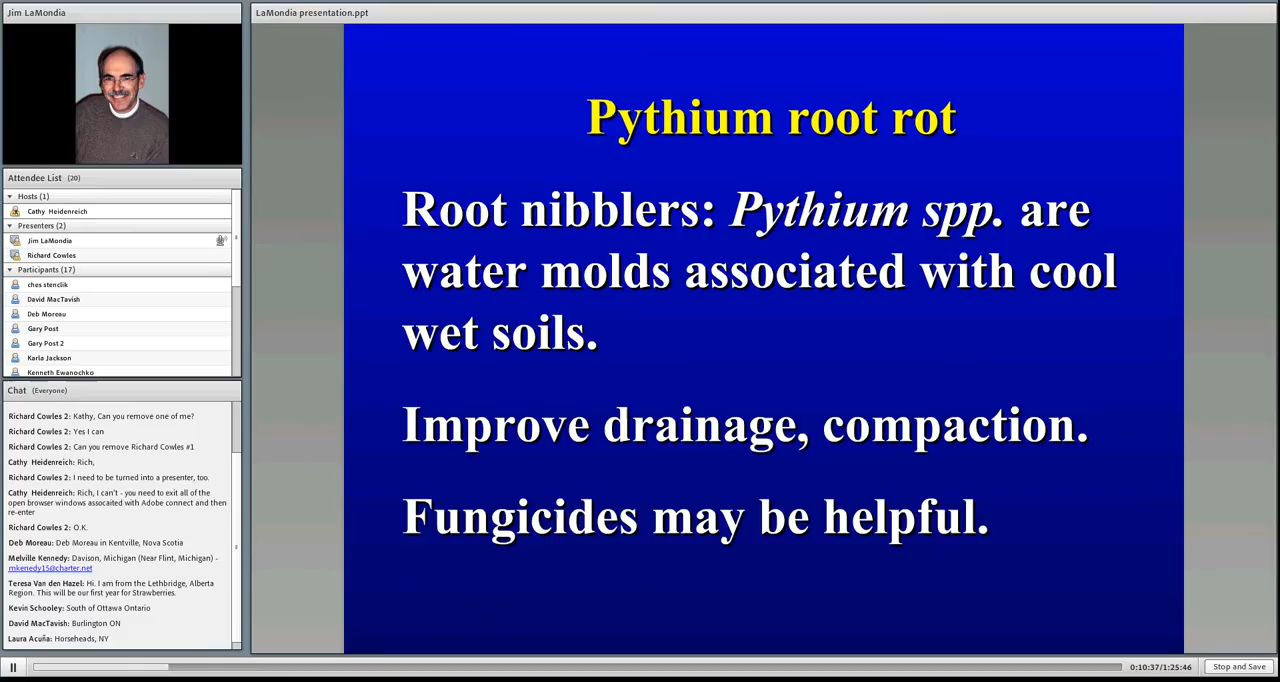 Jim LaMondia
LaMondia presentation.ppt
Attendee List (20)
Hosts (1)
Cathy Heidenreich
Presenters (2)
Jim LaMondia
Richard Cowles
Participants (17)
ches stenclik
David MacTavish
Deb Moreau
Gary Post
Gary Post 2
Karla Jackson
Kenneth Ewanochko
Chat (Everyone)
Richard Cowles 2: Kathy, Can you remove one of me?
Richard Cowles 2: Yes I can
Richard Cowles 2: Can you remove Richard Cowles #1
Cathy Heidenreich: Rich,
Richard Cowles 2: I need to be turned into a presenter, too.
Cathy Heidenreich: Rich, I can't - you need to exit all of the
open browser windows assocaited with Adobe connect and then
re-enter
Richard Cowles 2: O.K.
Deb Moreau: Deb Moreau in Kentville, Nova Scotia
Melville Kennedy: Davison, Michigan (Near Flint, Michigan) -
mkenedy15@charter.net
Teresa Van den Hazel: Hi. I am from the Lethbridge, Alberta
Region. This will be our first year for Strawberries.
Kevin Schooley: South of Ottawa Ontario
David MacTavish: Burlington ON
Laura Acuña: Horseheads, NY
Pythium root rot
Root nibblers: Pythium spp. are
water molds associated with cool
wet soils.
Improve drainage, compaction.
Fungicides may be helpful.
0:10:37/1:25:46
Stop and Save